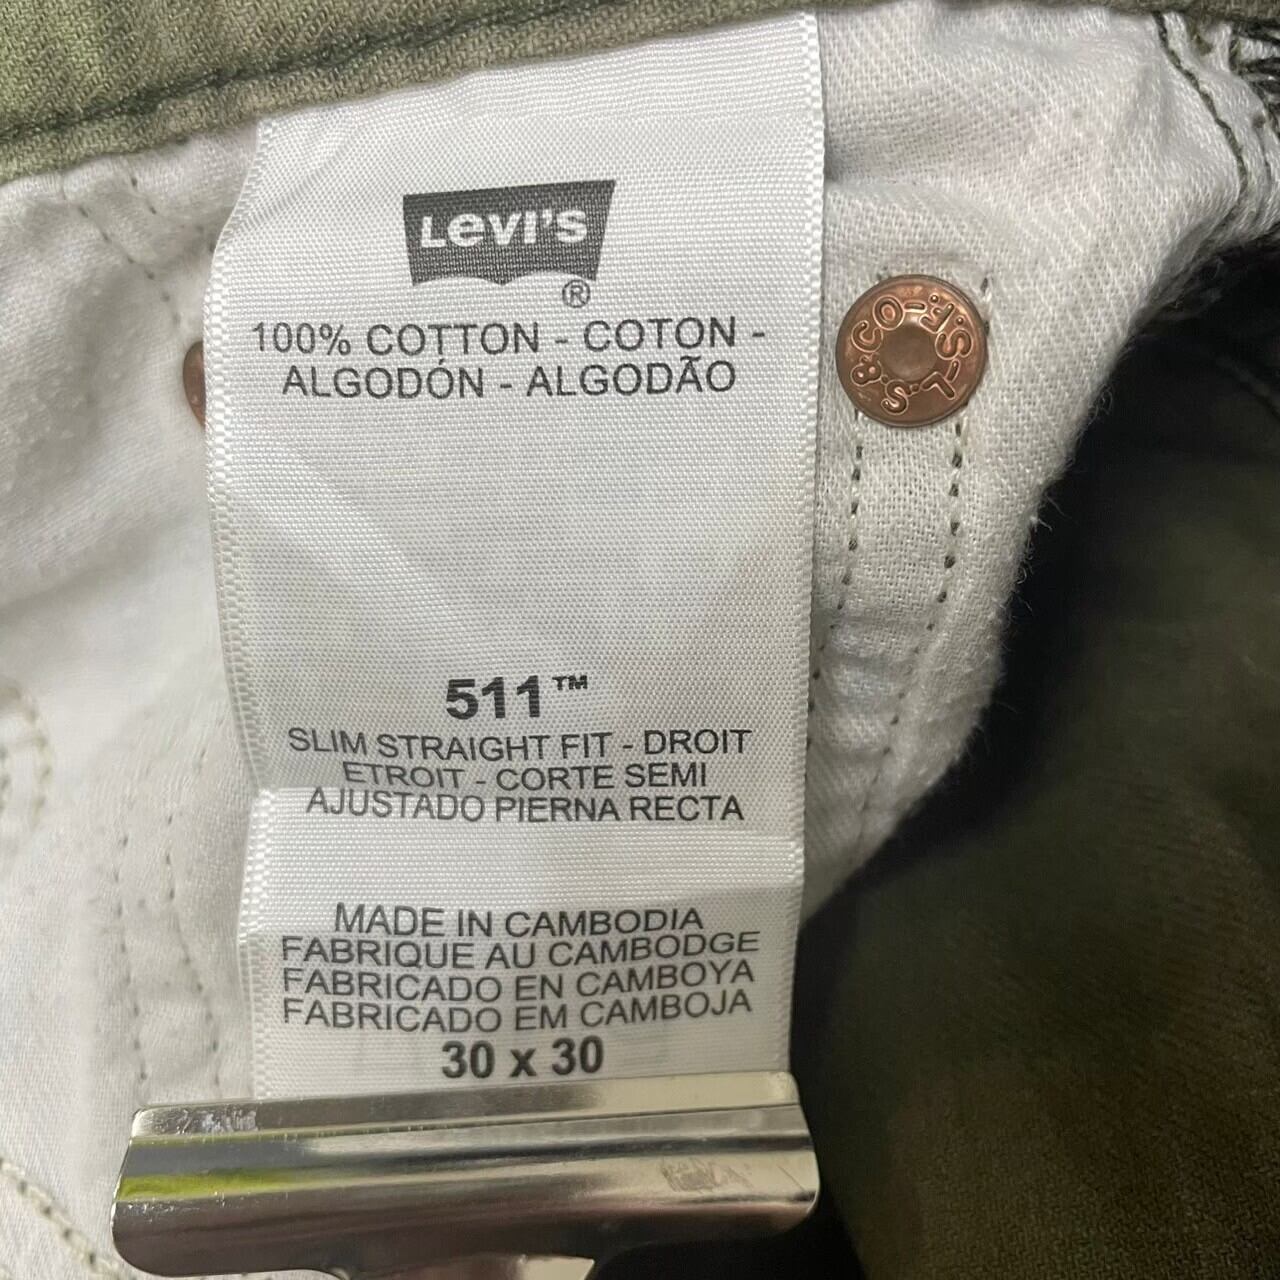 Levi's
®
100% COTTON - COTON -
ALGODÓN - ALGODÃO
L.S.&CO-S.F.
511™
SLIM STRAIGHT FIT - DROIT
ETROIT - CORTE SEMI
AJUSTADO PIERNA RECTA
MADE IN CAMBODIA
FABRIQUE AU CAMBODGE
FABRICADO EN CAMBOYA
FABRICADO EM CAMBOJA
30 x 30